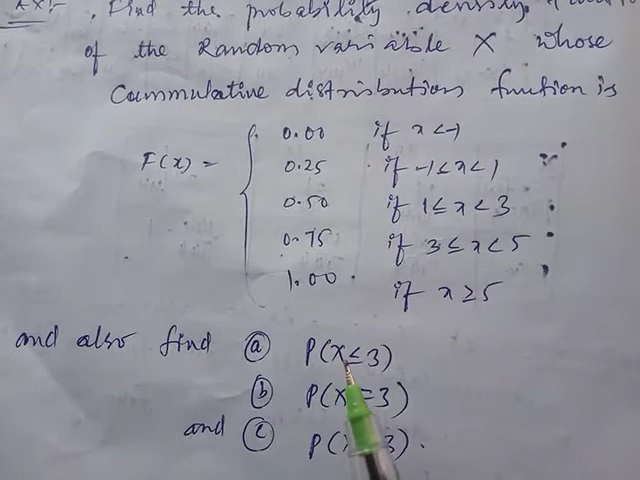 Ex:- Find the probability density
of the Random variable X whose
Cummulative distribution function is
F(x) = { 0.00 if x < -1
0.25 if -1 ≤ x < 1
0.50 if 1 ≤ x < 3
0.75 if 3 ≤ x < 5
1.00 if x ≥ 5
and also find (a) P(X ≤ 3)
(b) P(X = 3)
and (c) P( 3).